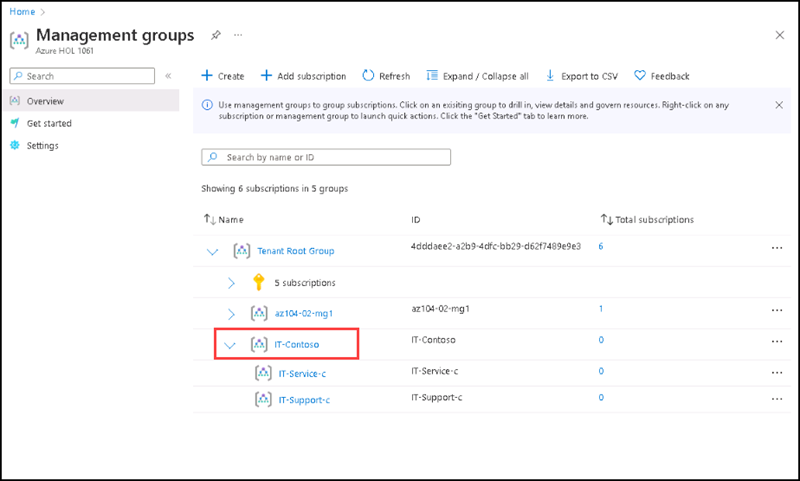 Home
Management groups
Azure HOL 1061
Search
Overview
Get started
Settings
Create
Add subscription
Refresh
Expand / Collapse all
Export to CSV
Feedback
Use management groups to group subscriptions. Click on an exisiting group to drill in, view details and govern resources. Right-click on any
subscription or management group to launch quick actions. Click the "Get Started" tab to learn more.
Search by name or ID
Showing 6 subscriptions in 5 groups
Name ID Total subscriptions
Tenant Root Group 4dddaee2-a2b9-4dfc-bb29-d62f7489e9e3 6
5 subscriptions
az104-02-mg1 az104-02-mg1 1
IT-Contoso IT-Contoso 0
IT-Service-c IT-Service-c 0
IT-Support-c IT-Support-c 0